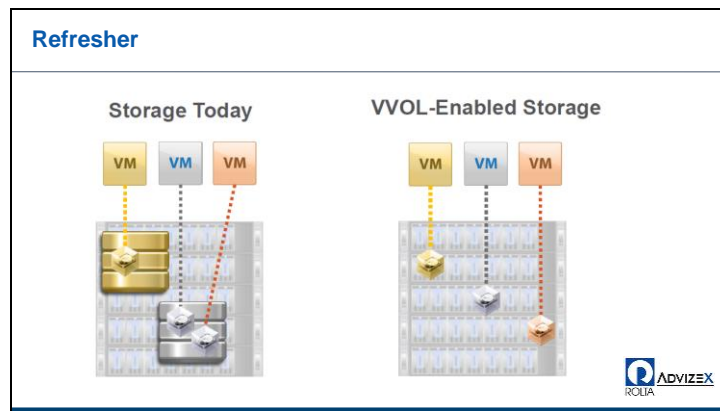 Refresher
Storage Today
VVOL-Enabled Storage
VM VM VM
VM VM VM
ROLTA
ADVIZEX